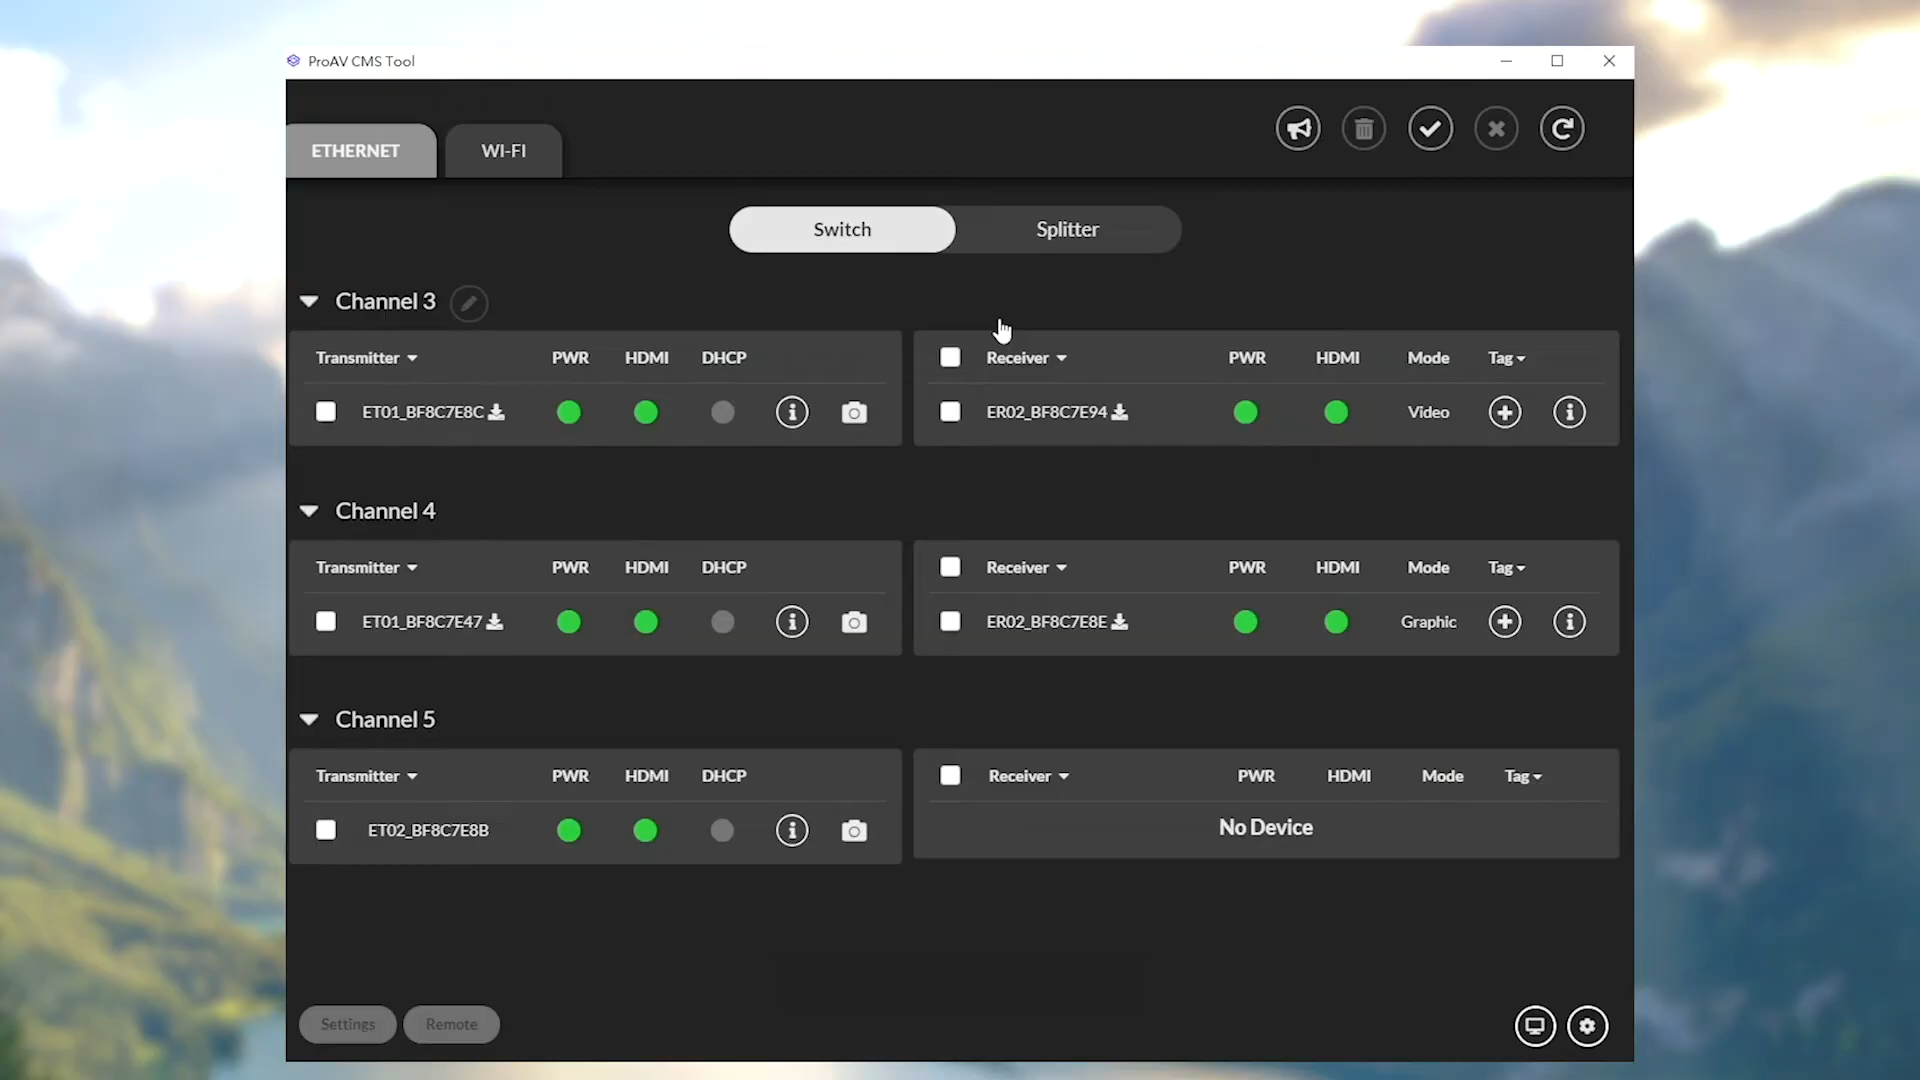 ProAV CMS Tool
ETHERNET WI-FI
Switch Splitter
Channel 3
Transmitter PWR HDMI DHCP
ET01_BF8C7E8C
Receiver PWR HDMI Mode Tag
ER02_BF8C7E94 Video
Channel 4
Transmitter PWR HDMI DHCP
ET01_BF8C7E47
Receiver PWR HDMI Mode Tag
ER02_BF8C7E8E Graphic
Channel 5
Transmitter PWR HDMI DHCP
ET02_BF8C7E8B
Receiver PWR HDMI Mode Tag
No Device
Settings Remote